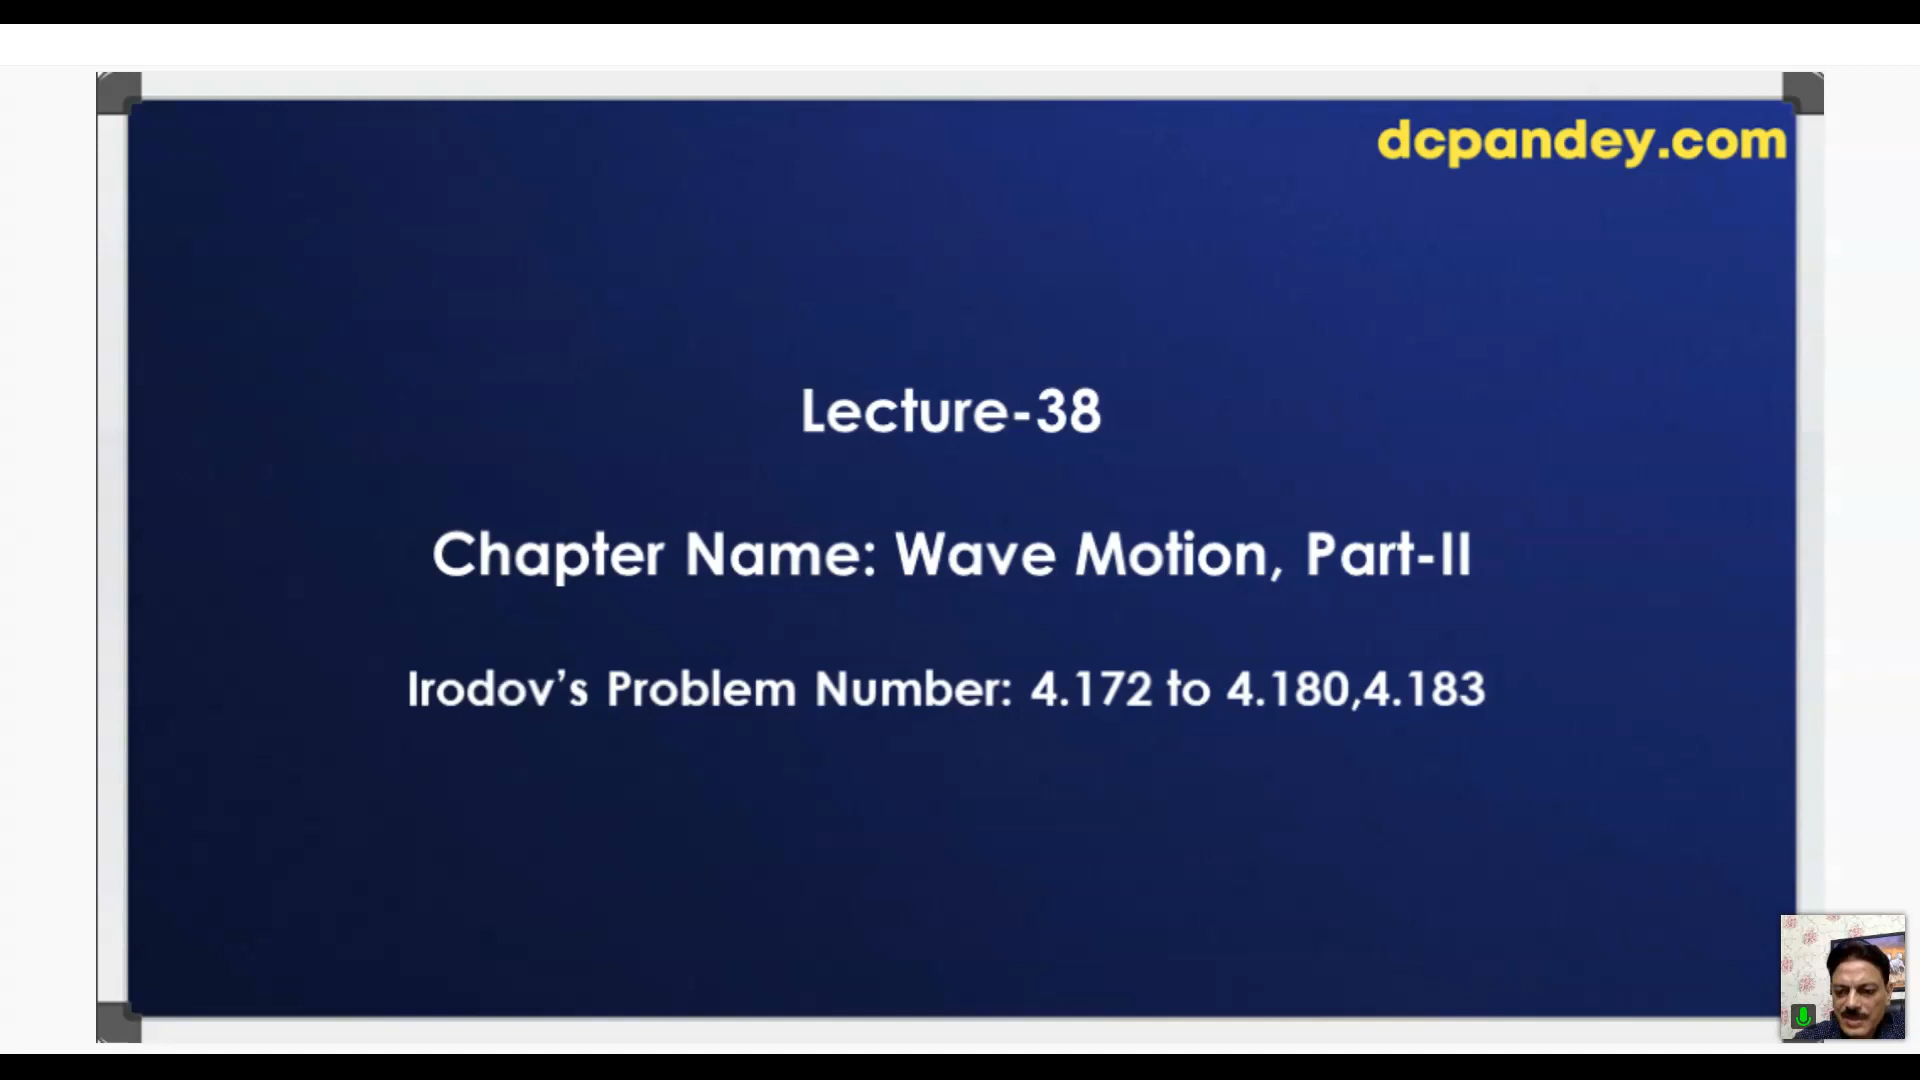 dcpandey.com
Lecture-38
Chapter Name: Wave Motion, Part-II
Irodov’s Problem Number: 4.172 to 4.180,4.183